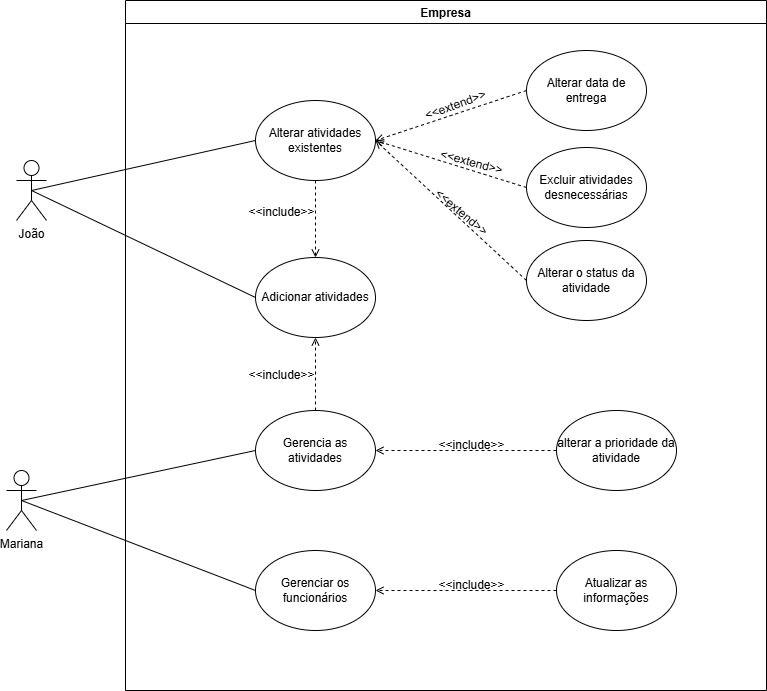 Empresa
Alterar data de
entrega
<<extend>>
Alterar atividades
existentes
<<extend>>
Excluir atividades
desnecessárias
<<extend>>
João
<<include>>
Alterar o status da
atividade
Adicionar atividades
<<include>>
Gerencia as
atividades
<<include>>
alterar a prioridade da
atividade
Mariana
Gerenciar os
funcionários
<<include>>
Atualizar as
informações